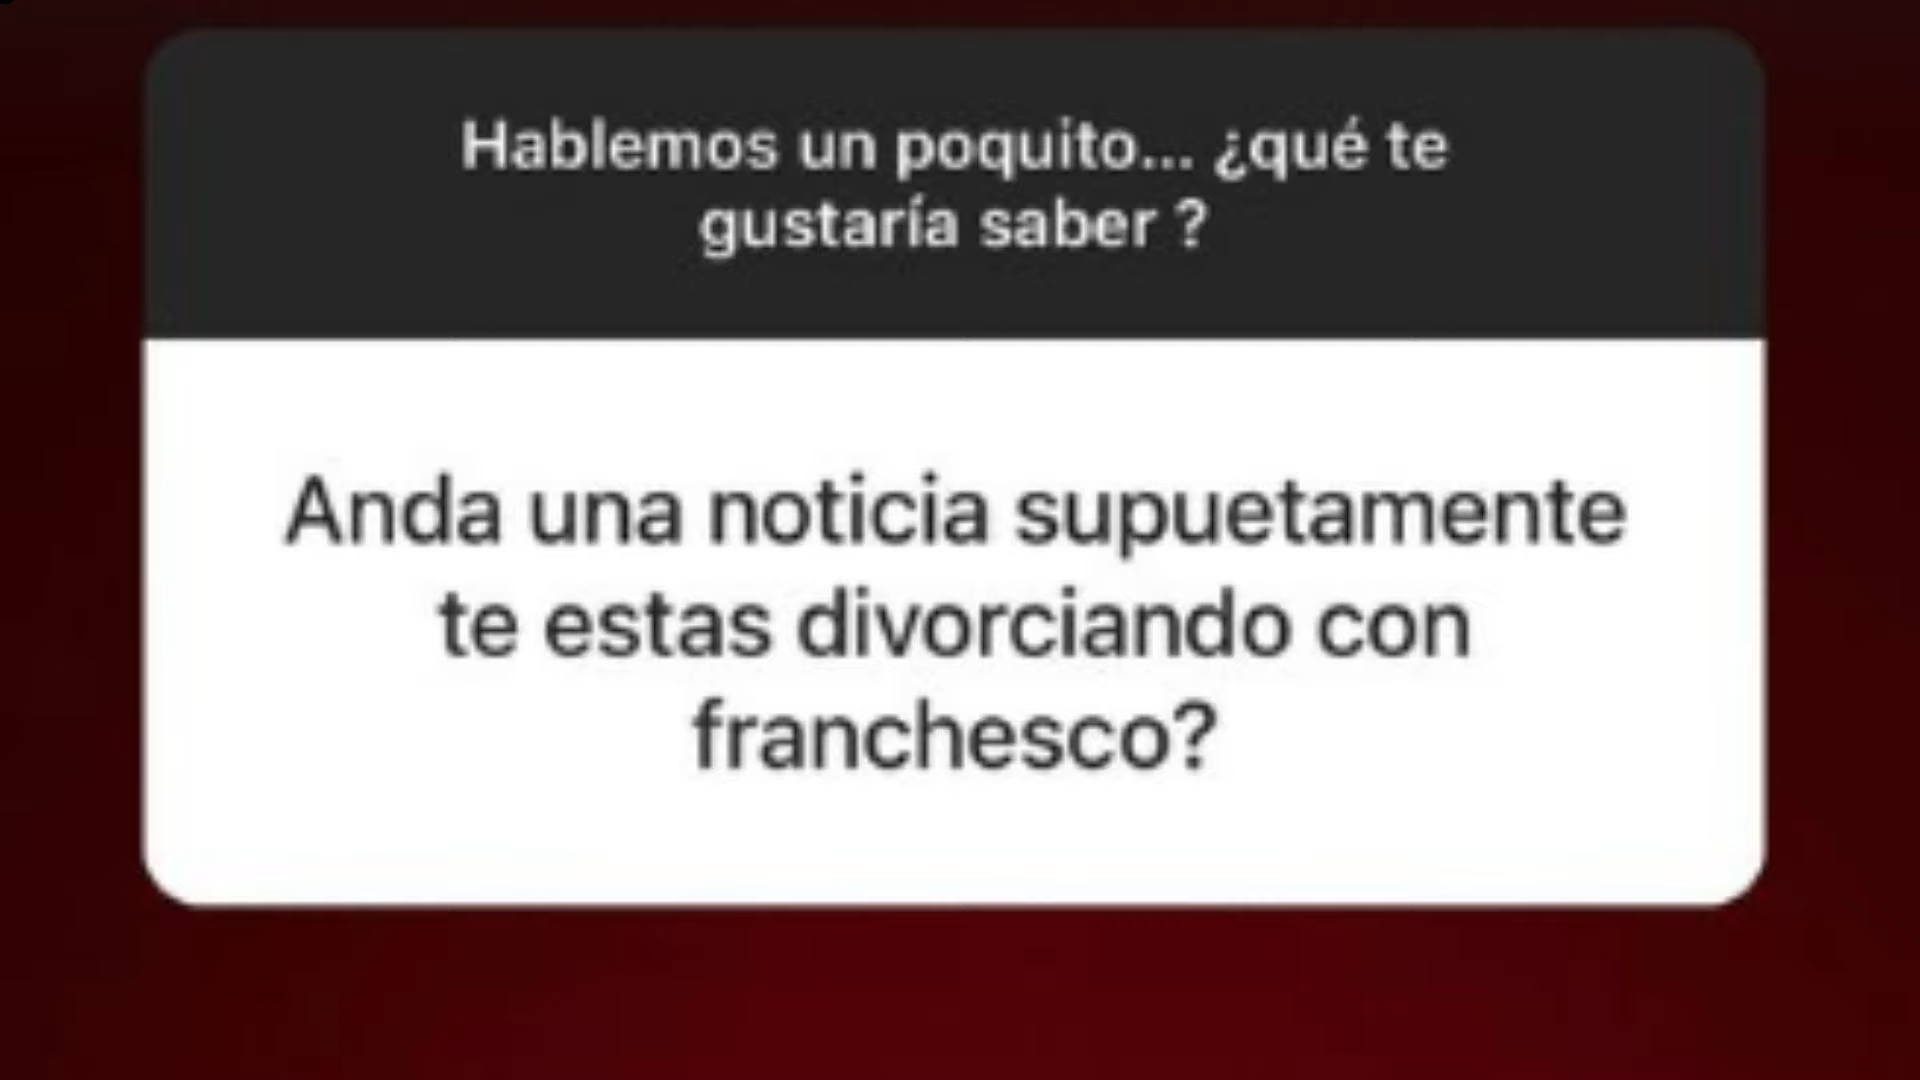 Hablemos un poquito... ¿qué te
gustaría saber ?
Anda una noticia supuetamente
te estas divorciando con
franchesco?